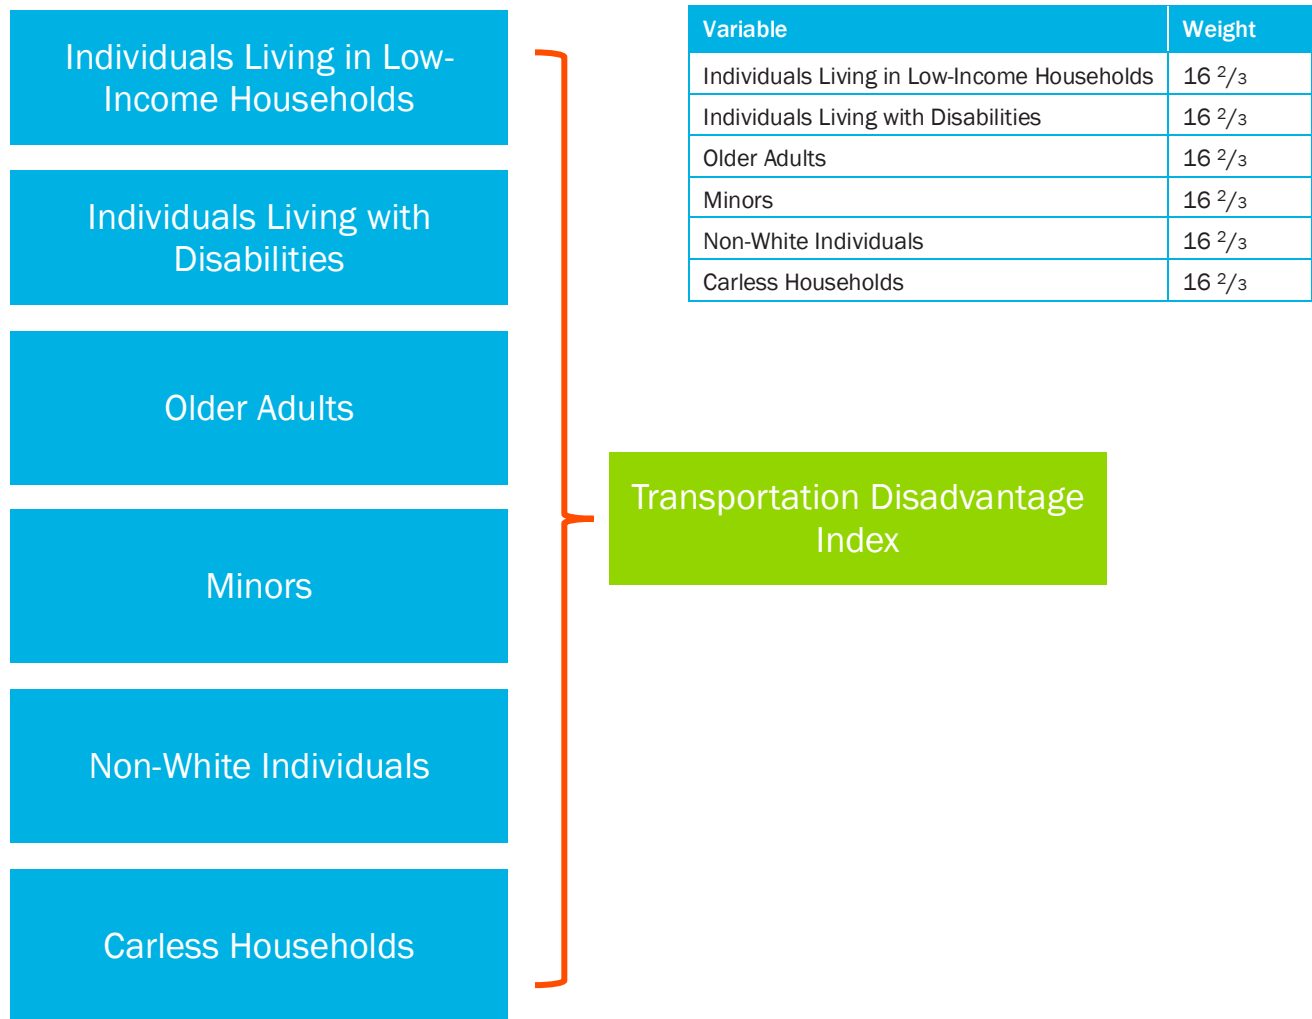 Individuals Living in Low-
Income Households
Individuals Living with
Disabilities
Older Adults
Minors
Non-White Individuals
Carless Households
Transportation Disadvantage
Index
Variable Weight
Individuals Living in Low-Income Households 16 2/3
Individuals Living with Disabilities 16 2/3
Older Adults 16 2/3
Minors 16 2/3
Non-White Individuals 16 2/3
Carless Households 16 2/3